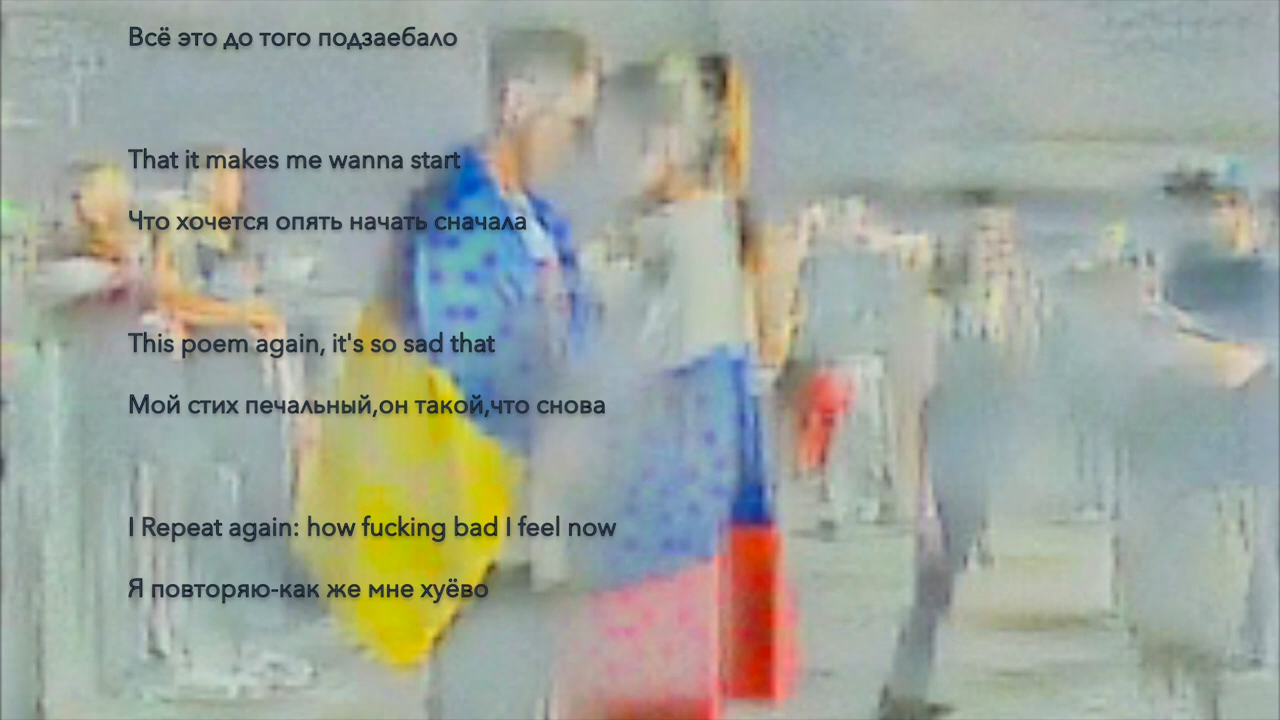 Всё это до того подзаебало
That it makes me wanna start
Что хочется опять начать сначала
This poem again, it's so sad that
Мой стих печальный,он такой,что снова
I Repeat again: how fucking bad I feel now
Я повторяю-как же мне хуёво